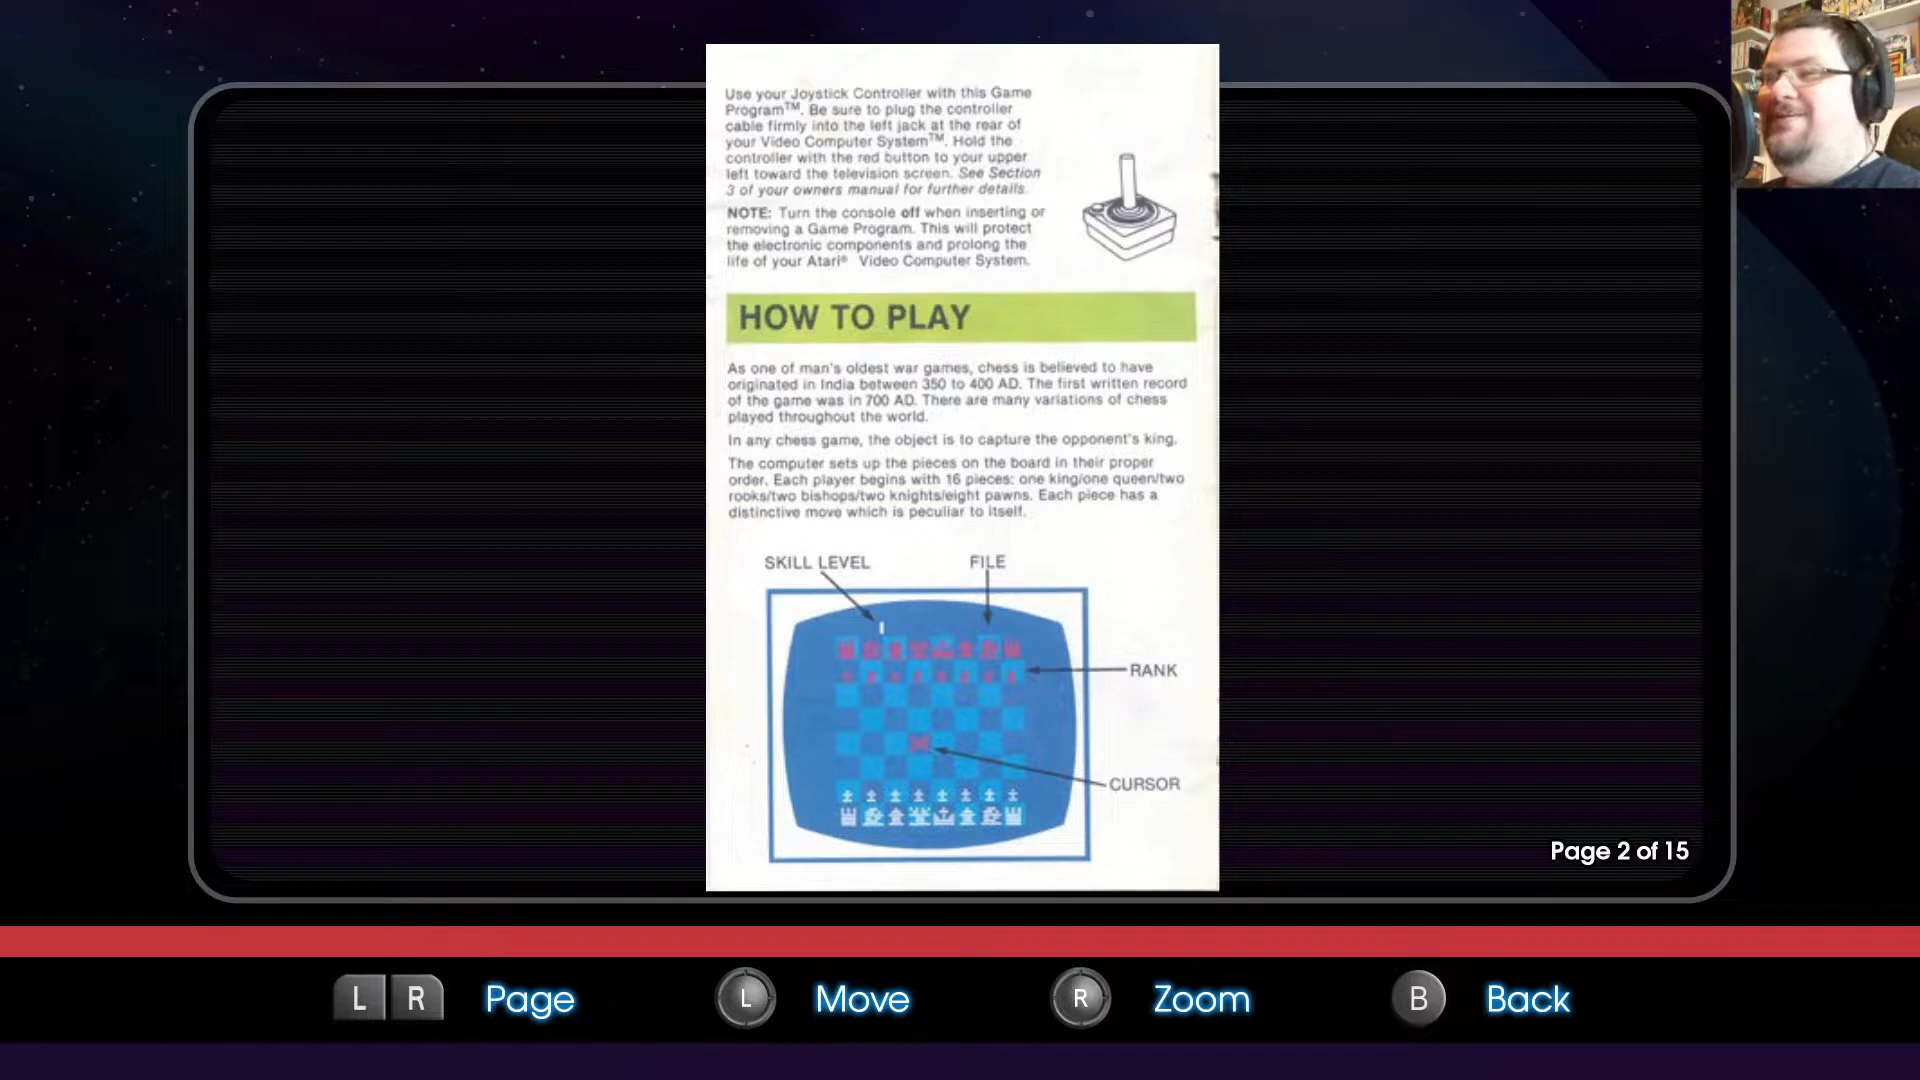 Use your Joystick Controller with this Game
Program™. Be sure to plug the controller
cable firmly into the left jack at the rear of
your Video Computer System™. Hold the
controller with the red button to your upper
left toward the television screen. See Section
3 of your owners manual for further details.
NOTE: Turn the console off when inserting or
removing a Game Program. This will protect
the electronic components and prolong the
life of your Atari® Video Computer System.
HOW TO PLAY
As one of man's oldest war games, chess is believed to have
originated in India between 350 to 400 AD. The first written record
of the game was in 700 AD. There are many variations of chess
played throughout the world.
In any chess game, the object is to capture the opponent's king.
The computer sets up the pieces on the board in their proper
order. Each player begins with 16 pieces: one king/one queen/two
rooks/two bishops/two knights/eight pawns. Each piece has a
distinctive move which is peculiar to itself.
SKILL LEVEL FILE
RANK
CURSOR
Page 2 of 15
L R Page L Move R Zoom B Back